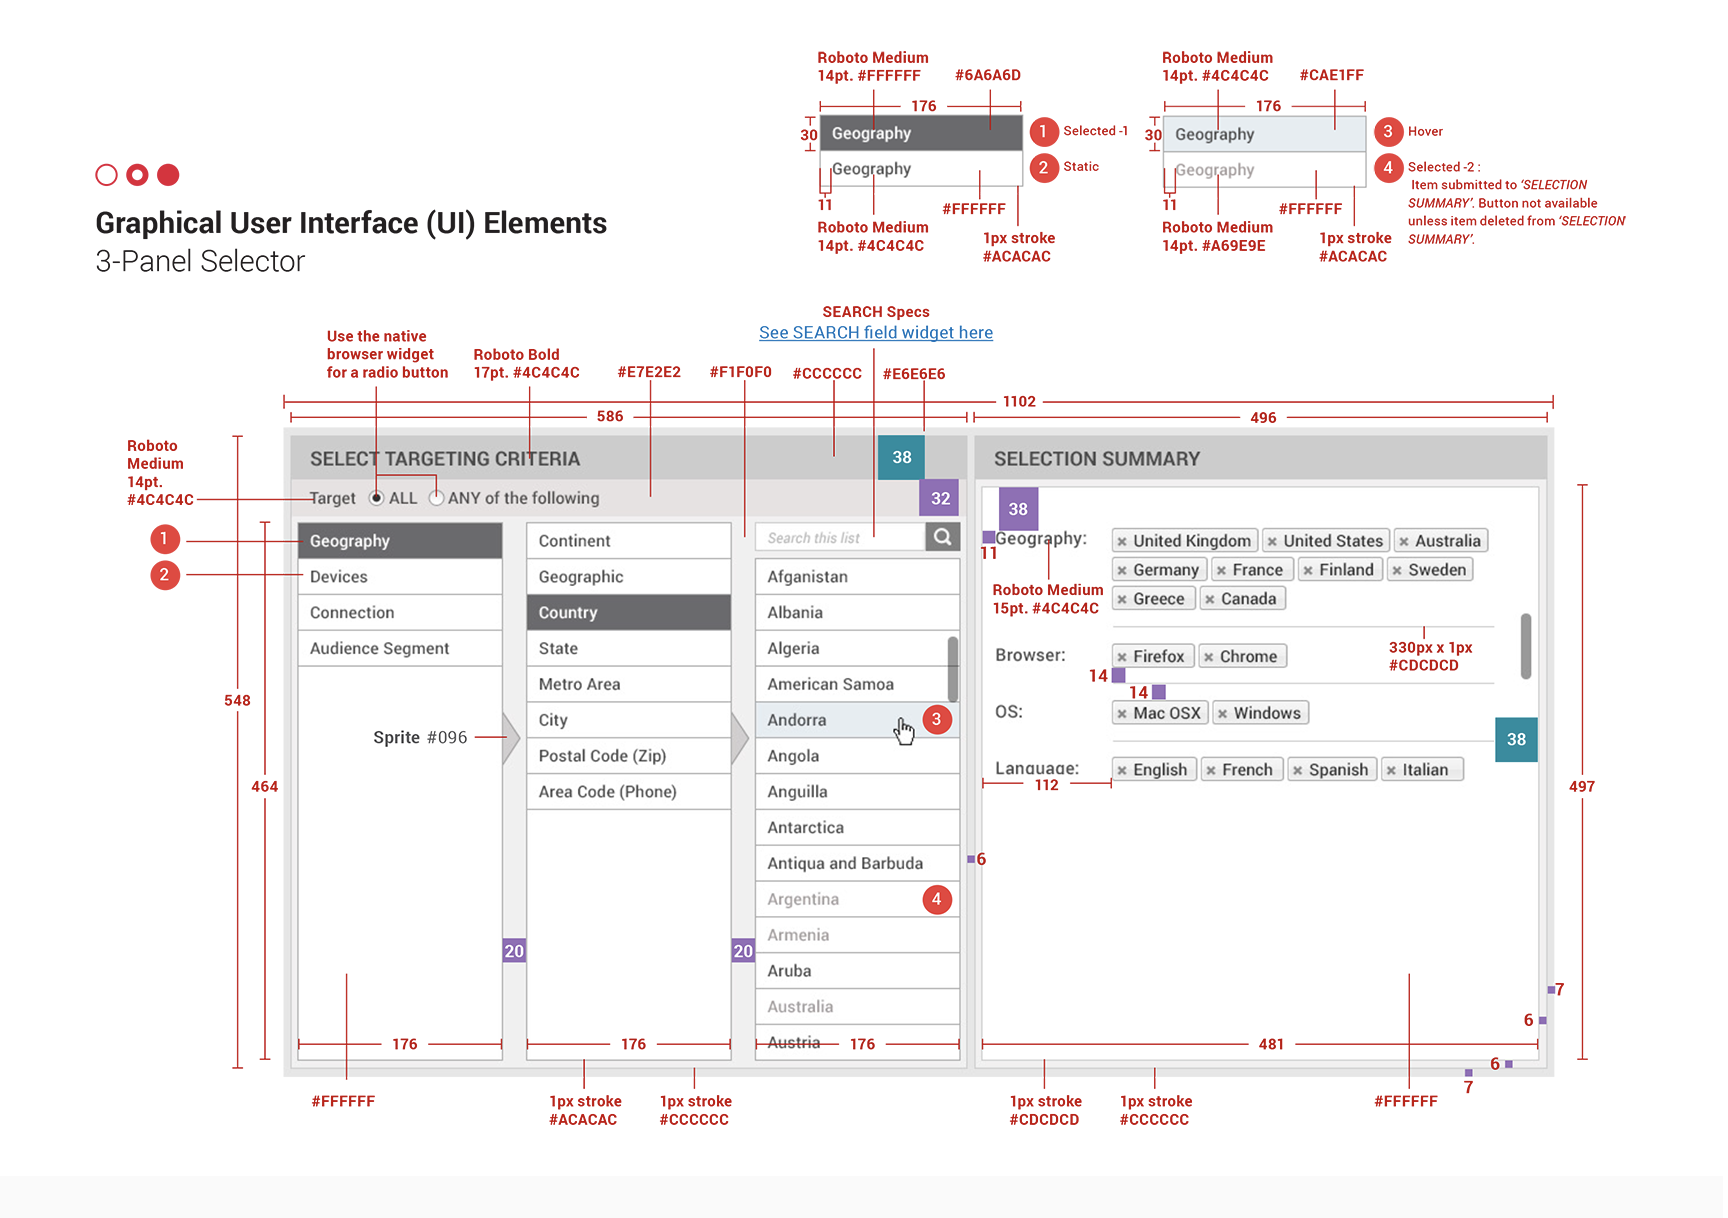 Roboto Medium
14pt. #FFFFFF
#6A6A6D
176
30
Geography
1
Selected -1
Geography
2
Static
11
#FFFFFF
Roboto Medium
14pt. #4C4C4C
1px stroke
#ACACAC
Roboto Medium
14pt. #4C4C4C
#CAE1FF
176
30
Geography
3
Hover
Geography
4
Selected -2 :
Item submitted to ‘SELECTION
SUMMARY’. Button not available
unless item deleted from ‘SELECTION
SUMMARY’.
11
#FFFFFF
Roboto Medium
14pt. #A69E9E
1px stroke
#ACACAC
Graphical User Interface (UI) Elements
3-Panel Selector
Use the native
browser widget
for a radio button
Roboto Bold
17pt. #4C4C4C
#E7E2E2
#F1F0F0
#CCCCCC
SEARCH Specs
See SEARCH field widget here
#E6E6E6
1102
586
496
Roboto
Medium
14pt.
#4C4C4C
SELECT TARGETING CRITERIA
38
SELECTION SUMMARY
Target ALL ANY of the following
32
1
2
548
464
Geography
Devices
Connection
Audience Segment
Sprite #096
Continent
Geographic
Country
State
Metro Area
City
Postal Code (Zip)
Area Code (Phone)
Search this list
Afganistan
Albania
Algeria
American Samoa
Andorra
3
Angola
Anguilla
Antarctica
Antiqua and Barbuda
Argentina
4
Armenia
Aruba
Australia
Austria
20
20
176
176
176
38
11
Geography:
× United Kingdom × United States × Australia
× Germany × France × Finland × Sweden
× Greece × Canada
Roboto Medium
15pt. #4C4C4C
330px x 1px
#CDCDCD
Browser:
× Firefox × Chrome
14
14
OS:
× Mac OSX × Windows
38
Language:
× English × French × Spanish × Italian
112
497
6
7
6
481
6
7
#FFFFFF
1px stroke
#ACACAC
1px stroke
#CCCCCC
1px stroke
#CDCDCD
1px stroke
#CCCCCC
#FFFFFF